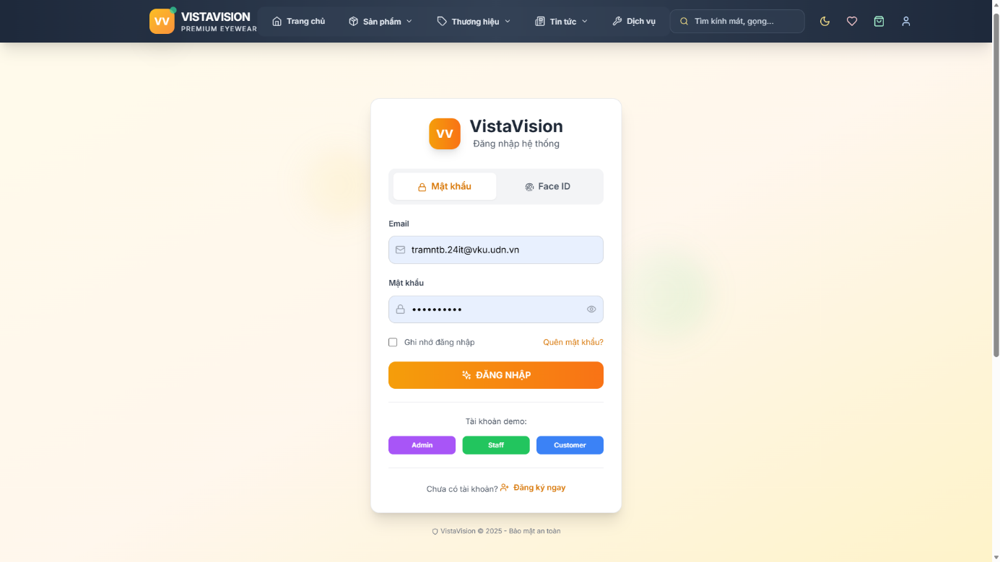 VV
VISTAVISION
PREMIUM EYEWEAR
Trang chủ
Sản phẩm
Thương hiệu
Tin tức
Dịch vụ
Tìm kính mát, gọng...
VV
VistaVision
Đăng nhập hệ thống
Mật khẩu
Face ID
Email
tramntb.24it@vku.udn.vn
Mật khẩu
••••••••••
Ghi nhớ đăng nhập
Quên mật khẩu?
ĐĂNG NHẬP
Tài khoản demo:
Admin
Staff
Customer
Chưa có tài khoản? Đăng ký ngay
VistaVision © 2025 - Bảo mật an toàn